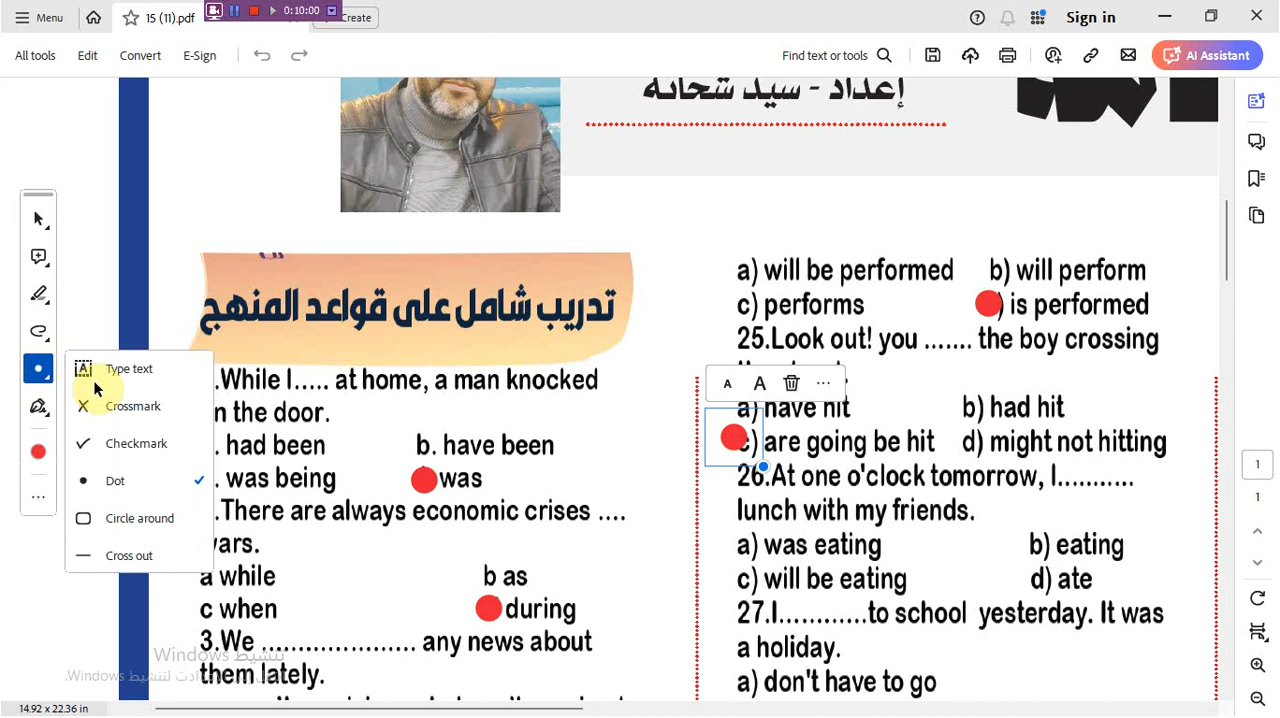 Menu
15 (11).pdf
0:10:00
Create
Sign in
All tools
Edit
Convert
E-Sign
Find text or tools
AI Assistant
إعداد - سيد شحاته
تدريب شامل على قواعد المنهج
.While I..... at home, a man knocked
n the door.
. had been b. have been
. was being was
.There are always economic crises ....
wars.
a while b as
c when during
3.We ..................... any news about
them lately.
a) will be performed b) will perform
c) performs ) is performed
25.Look out! you ....... the boy crossing
a) have hit b) had hit
c) are going be hit d) might not hitting
26.At one o'clock tomorrow, I...........
lunch with my friends.
a) was eating b) eating
c) will be eating d) ate
27.I............to school yesterday. It was
a holiday.
a) don't have to go
A A ...
Type text
Crossmark
Checkmark
Dot
Circle around
Cross out
1
1
تنشيط Windows
لتنشيط Windows.
14.92 x 22.36 in